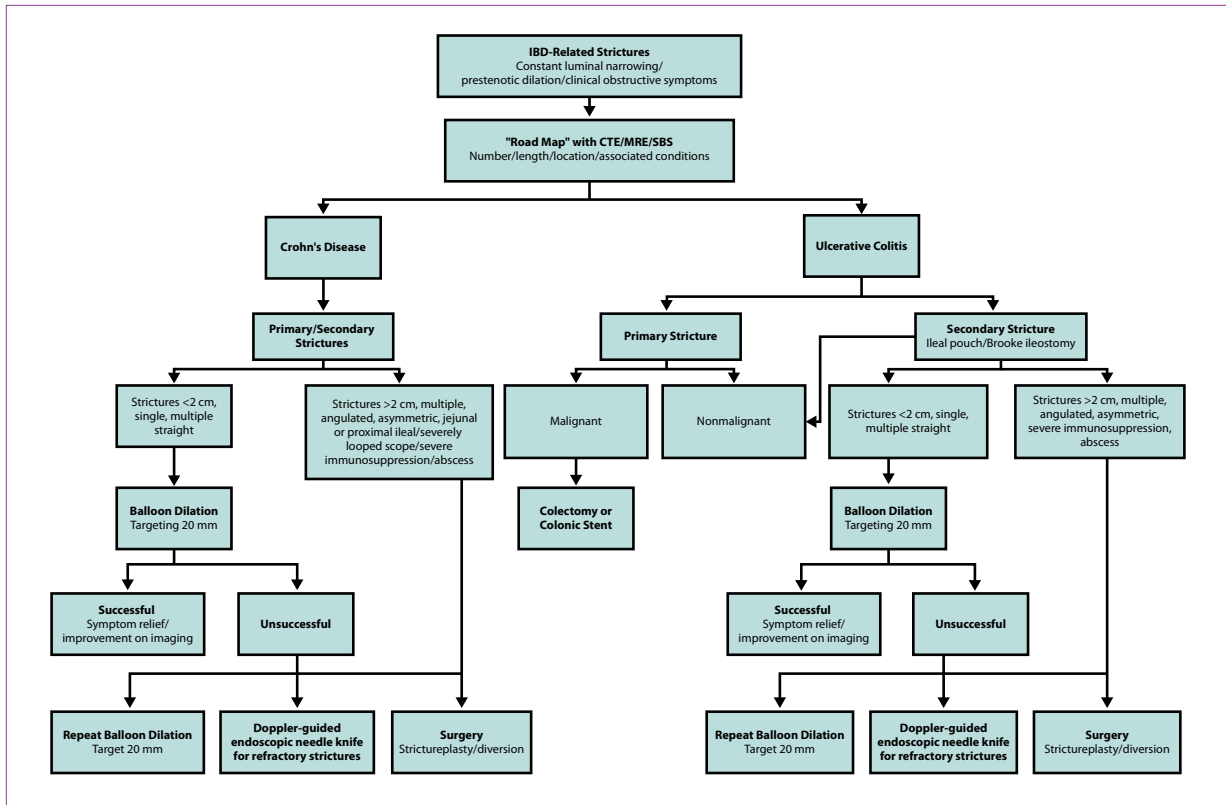 IBD-Related Strictures
Constant luminal narrowing/
prestenotic dilation/clinical obstructive symptoms
"Road Map" with CTE/MRE/SBS
Number/length/location/associated conditions
Crohn's Disease
Ulcerative Colitis
Primary/Secondary
Strictures
Primary Stricture
Secondary Stricture
Ileal pouch/Brooke ileostomy
Strictures <2 cm,
single, multiple
straight
Strictures >2 cm, multiple,
angulated, asymmetric, jejunal
or proximal ileal/severely
looped scope/severe
immunosuppression/abscess
Malignant
Nonmalignant
Strictures <2 cm, single,
multiple straight
Strictures >2 cm, multiple,
angulated, asymmetric,
severe immunosuppression,
abscess
Balloon Dilation
Targeting 20 mm
Colectomy or
Colonic Stent
Balloon Dilation
Targeting 20 mm
Successful
Symptom relief/
improvement on imaging
Unsuccessful
Successful
Symptom relief/
improvement on imaging
Unsuccessful
Repeat Balloon Dilation
Target 20 mm
Doppler-guided
endoscopic needle knife
for refractory strictures
Surgery
Strictureplasty/diversion
Repeat Balloon Dilation
Target 20 mm
Doppler-guided
endoscopic needle knife
for refractory strictures
Surgery
Strictureplasty/diversion